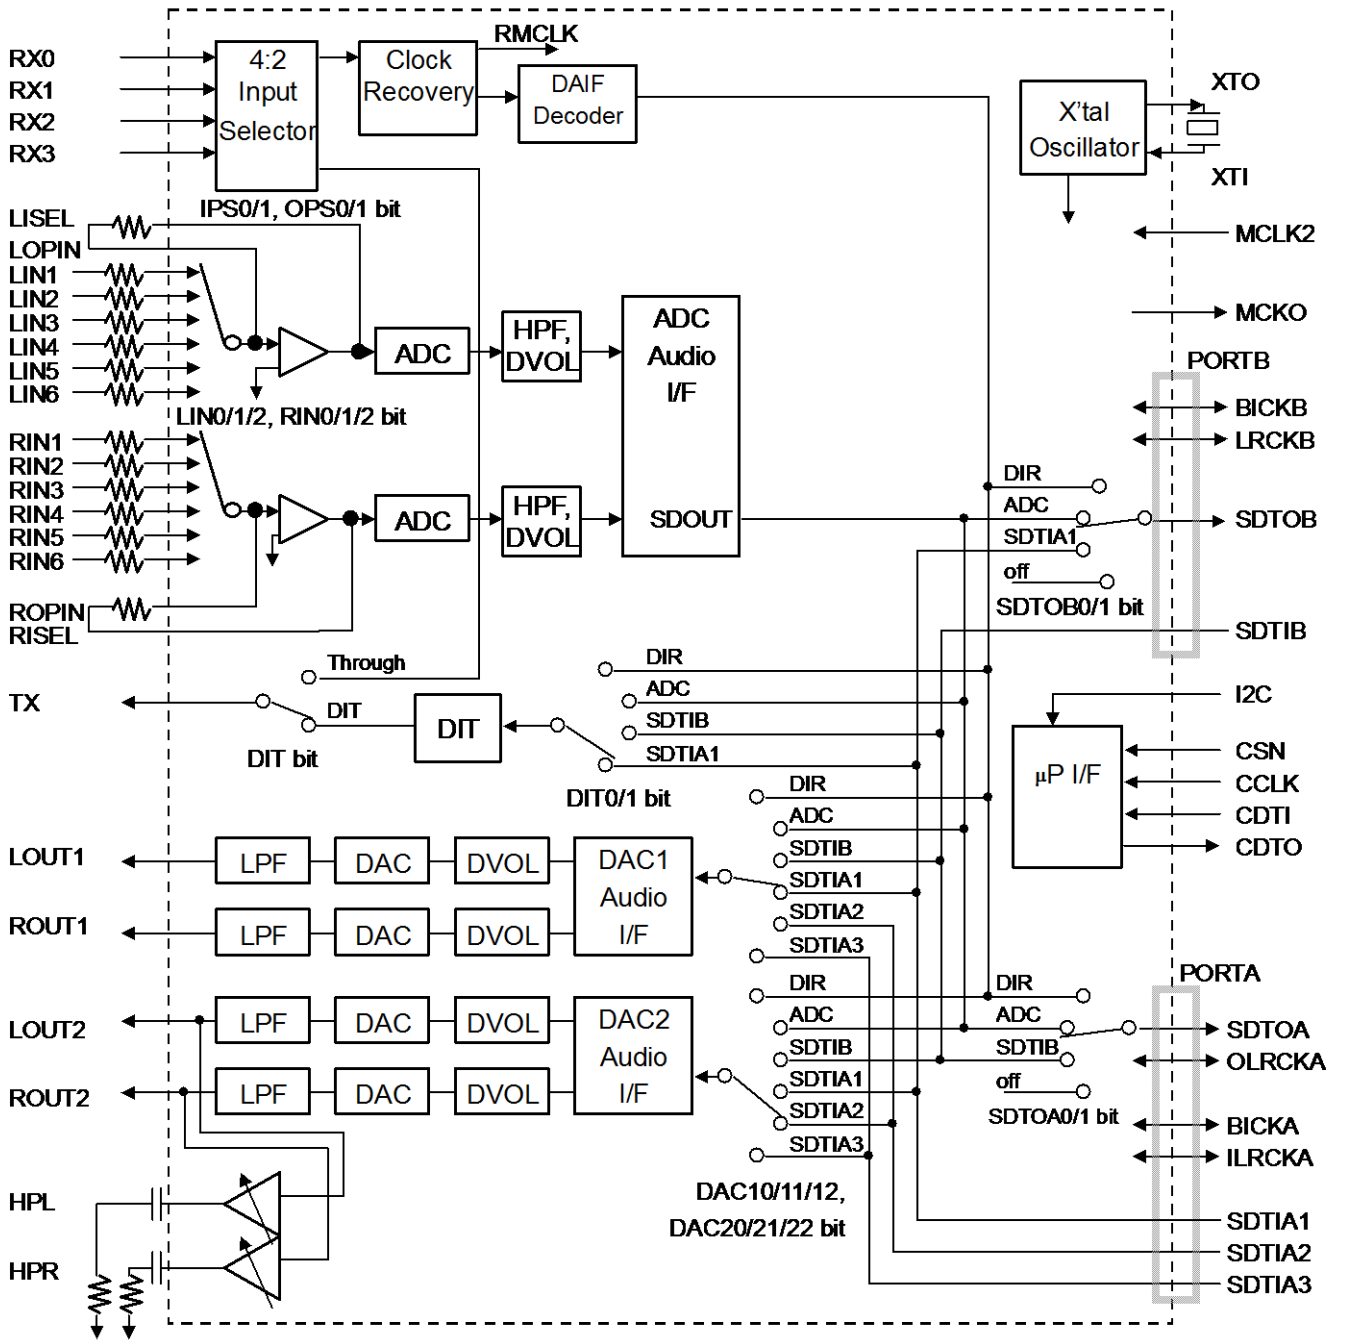 RX0
RX1
RX2
RX3
4:2
Input
Selector
IPS0/1, OPS0/1 bit
Clock
Recovery
RMCLK
DAIF
Decoder
X'tal
Oscillator
XTO
XTI
MCLK2
MCKO
LISEL
LOPIN
LIN1
LIN2
LIN3
LIN4
LIN5
LIN6
LIN0/1/2, RIN0/1/2 bit
ADC
HPF,
DVOL
ADC
Audio
I/F
SDOUT
RIN1
RIN2
RIN3
RIN4
RIN5
RIN6
ADC
HPF,
DVOL
ROPIN
RISEL
PORTB
BICKB
LRCKB
DIR
ADC
SDTIA1
off
SDTOB0/1 bit
SDTOB
SDTIB
TX
Through
DIT
DIT bit
DIT
DIR
ADC
SDTIB
SDTIA1
DIT0/1 bit
I2C
μP I/F
CSN
CCLK
CDTI
CDTO
LOUT1
LPF
DAC
DVOL
DAC1
Audio
I/F
ROUT1
LPF
DAC
DVOL
DIR
ADC
SDTIB
SDTIA1
SDTIA2
SDTIA3
LOUT2
LPF
DAC
DVOL
DAC2
Audio
I/F
ROUT2
LPF
DAC
DVOL
DIR
ADC
SDTIB
SDTIA1
SDTIA2
SDTIA3
DAC10/11/12,
DAC20/21/22 bit
DIR
ADC
SDTIB
off
SDTOA0/1 bit
PORTA
SDTOA
OLRCKA
BICKA
ILRCKA
SDTIA1
SDTIA2
SDTIA3
HPL
HPR